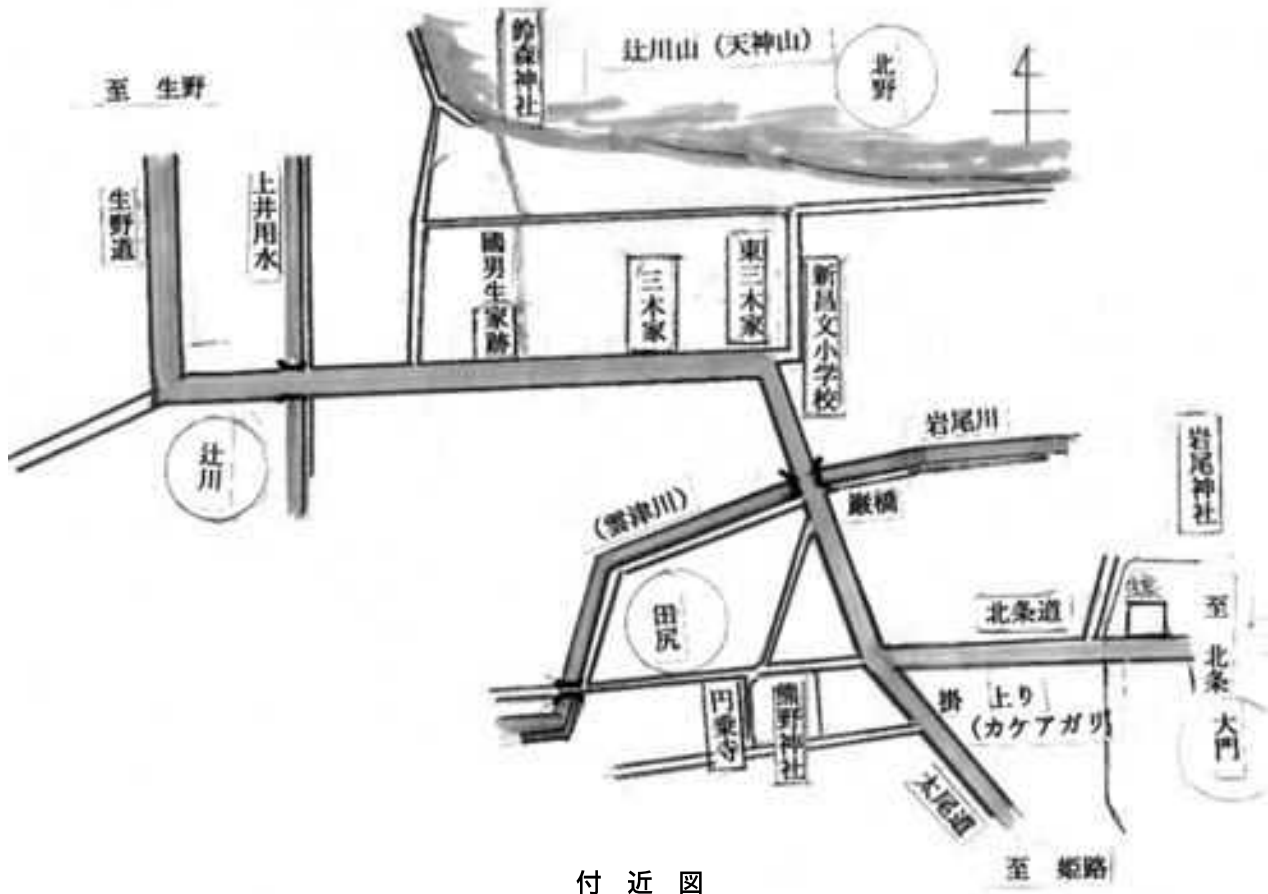 鈴森神社
辻川山（天神山）
北野
4
至 生野
生野道
上井用水
國男生家跡
三木家
東三木家
新昌文小学校
辻川
岩尾川
岩尾神社
巌橋
（雲津川）
田尻
北条道
至 北条
大門
掛 上り
（カケアガリ）
円乗寺
熊野神社
太尾道
至 姫路
付 近 図